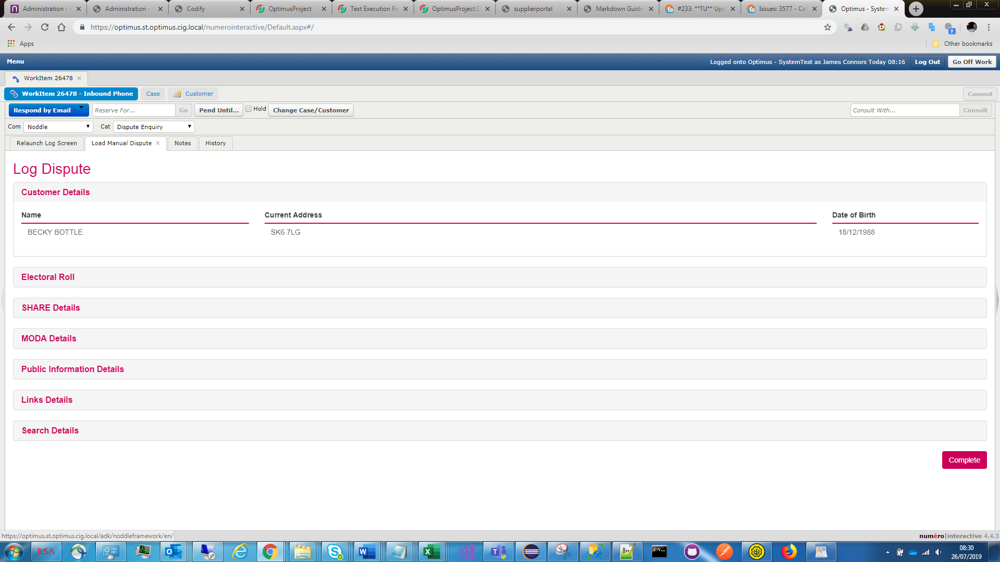 Administration - C
Administration - C
Codify
OptimusProject
Test Execution Re
OptimusProject.D
supplierportal
Markdown Guide
#233: **TU** Upd
Issues: 3577 - Call
Optimus - System
https://optimus.st.optimus.cig.local/numerointeractive/Default.aspx#/
Apps
Other bookmarks
Menu
Logged onto Optimus - SystemTest as James Connors Today 08:16
Log Out
Go Off Work
WorkItem 26478
WorkItem 26478 - Inbound Phone
Case
Customer
Commit
Respond by Email
Reserve For...
Go
Pend Until...
Hold
Change Case/Customer
Consult With...
Consult
Com
Noddle
Cat
Dispute Enquiry
Relaunch Log Screen
Load Manual Dispute
Notes
History
Log Dispute
Customer Details
Name
Current Address
Date of Birth
BECKY BOTTLE
SK6 7LG
18/12/1988
Electoral Roll
SHARE Details
MODA Details
Public Information Details
Links Details
Search Details
Complete
https://optimus.st.optimus.cig.local/adk/noddleframework/en/
numéro|interactive 4.4.3
RSA
08:30
26/07/2019